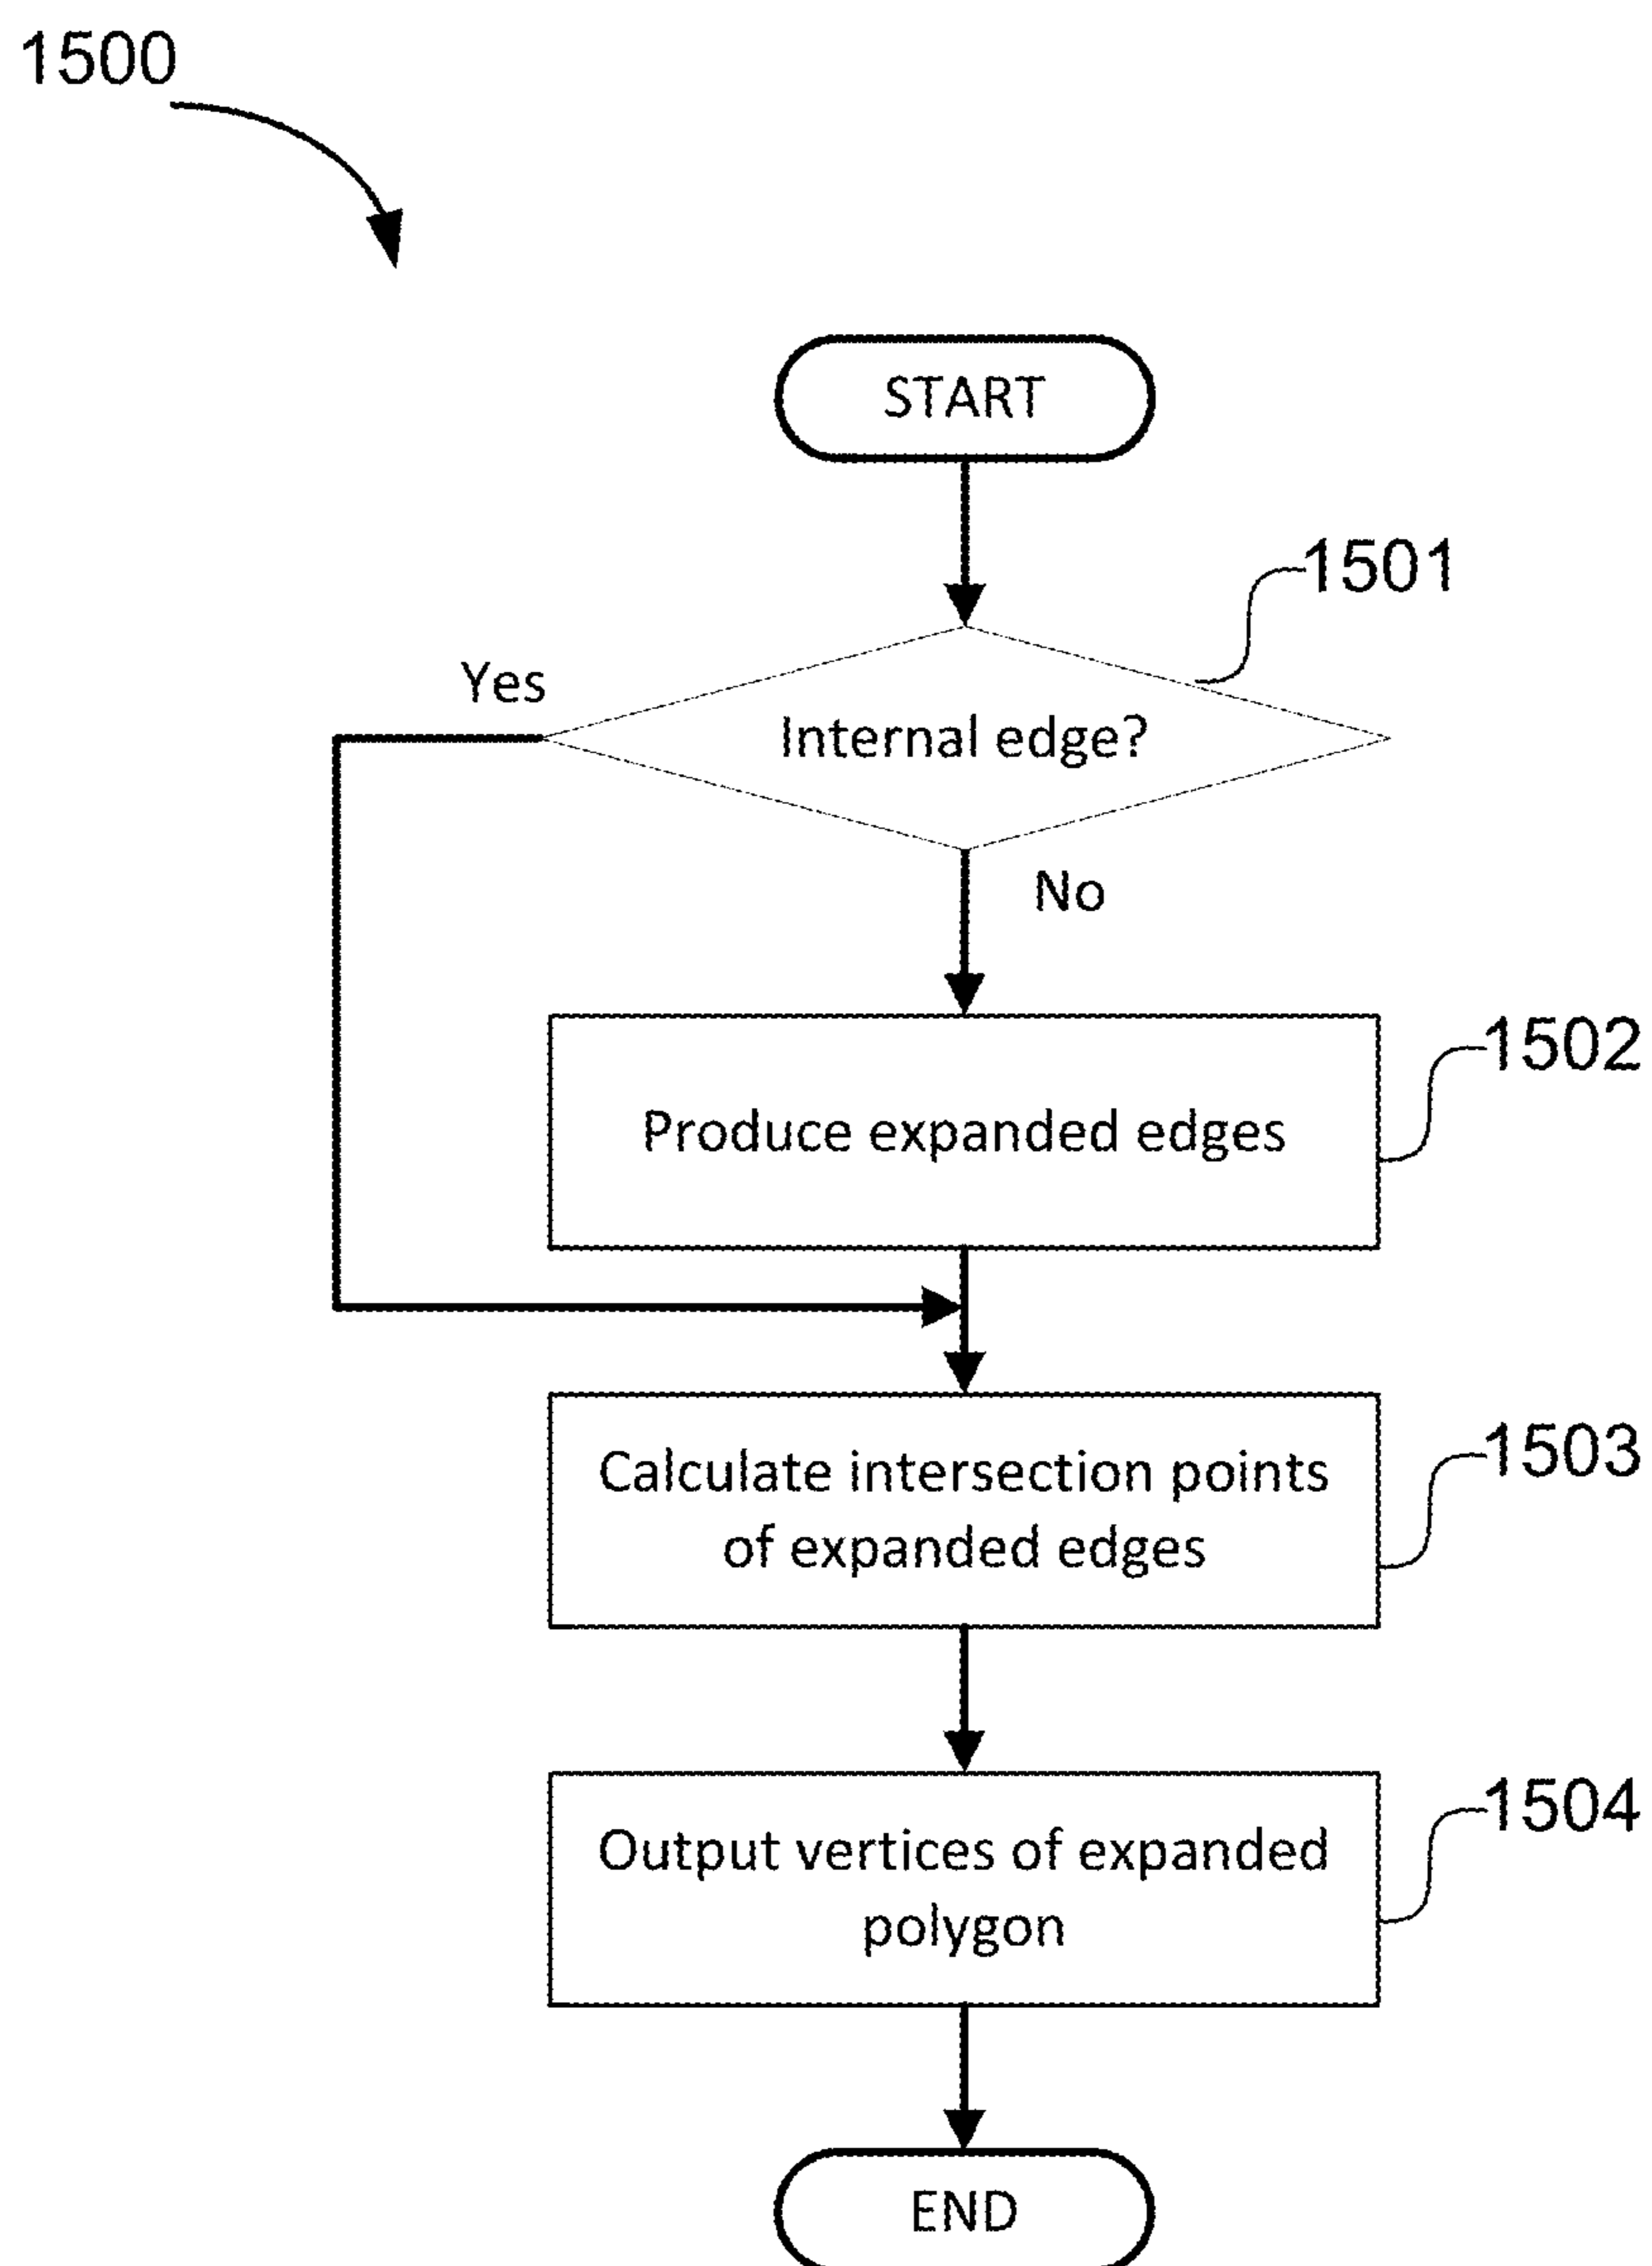 1500
START
1501
Yes
Internal edge?
No
1502
Produce expanded edges
1503
Calculate intersection points
of expanded edges
1504
Output vertices of expanded
polygon
END